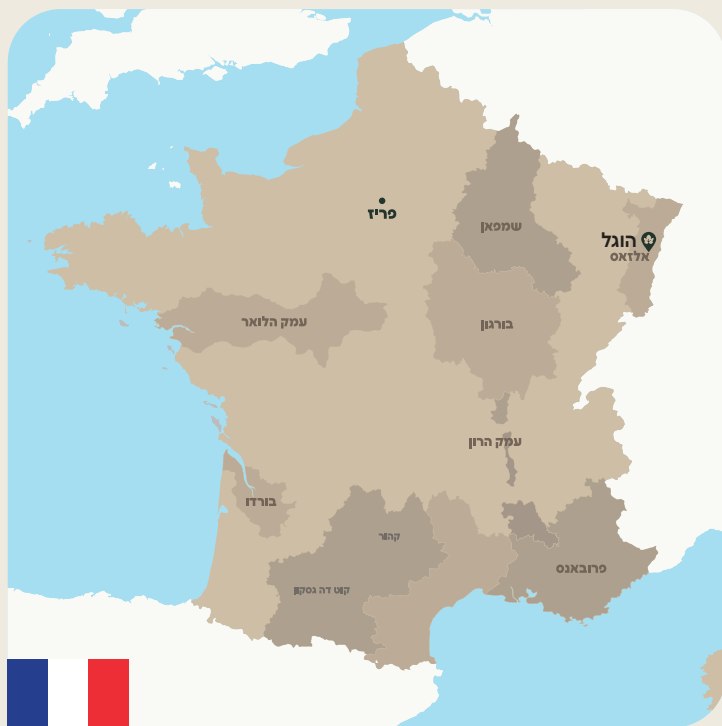 פריז
שמפאן
הוגל
אלזאס
עמק הלואר
בורגון
עמק הרון
בורדו
קהור
פרובאנס
קוט דה גסקון